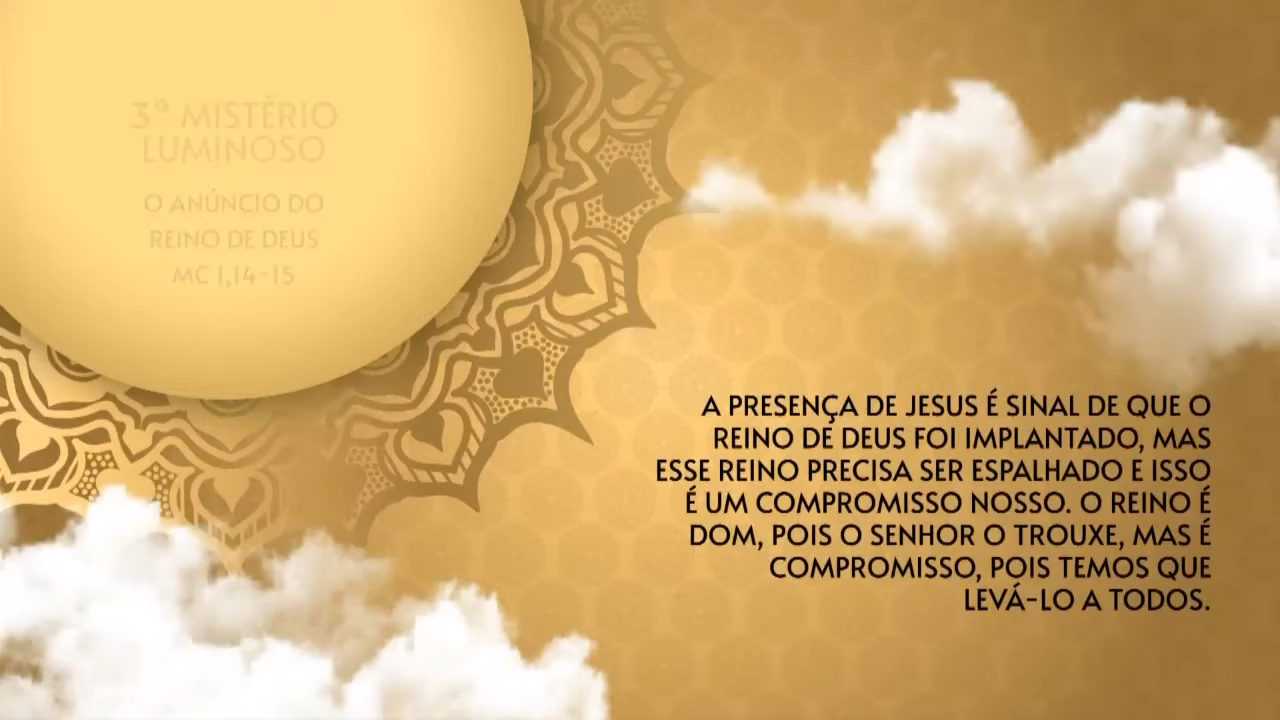 3º MISTÉRIO
LUMINOSO
O ANÚNCIO DO
REINO DE DEUS
MC 1,14-15
A PRESENÇA DE JESUS É SINAL DE QUE O
REINO DE DEUS FOI IMPLANTADO, MAS
ESSE REINO PRECISA SER ESPALHADO E ISSO
É UM COMPROMISSO NOSSO. O REINO É
DOM, POIS O SENHOR O TROUXE, MAS É
COMPROMISSO, POIS TEMOS QUE
LEVÁ-LO A TODOS.